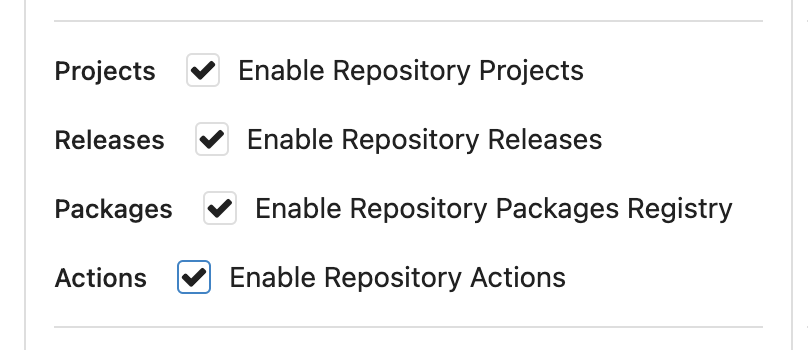 Projects Enable Repository Projects
Releases Enable Repository Releases
Packages Enable Repository Packages Registry
Actions Enable Repository Actions